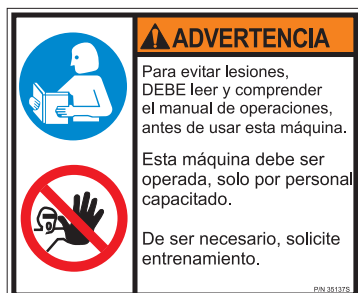 ADVERTENCIA
Para evitar lesiones,
DEBE leer y comprender
el manual de operaciones,
antes de usar esta máquina.
Esta máquina debe ser
operada, solo por personal
capacitado.
De ser necesario, solicite
entrenamiento.
P/N 35137S